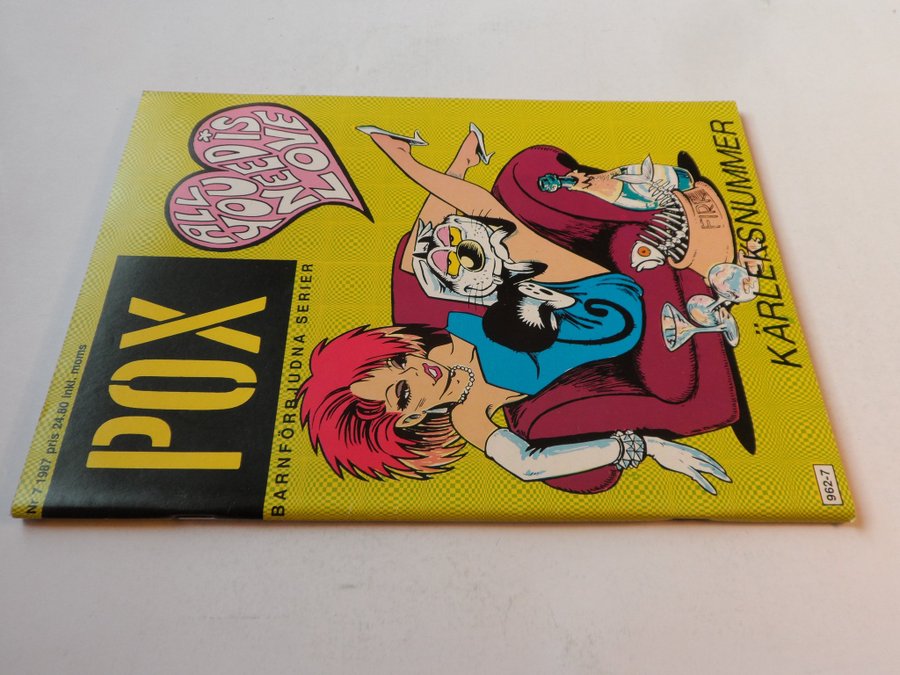 Nr 7 1987 pris 24.80 inkl. moms
POX
BARNFÖRBJUDNA SERIER
ALL
YOU
NEED IS
LOVE
KÄRLEKSNUMMER
962-7